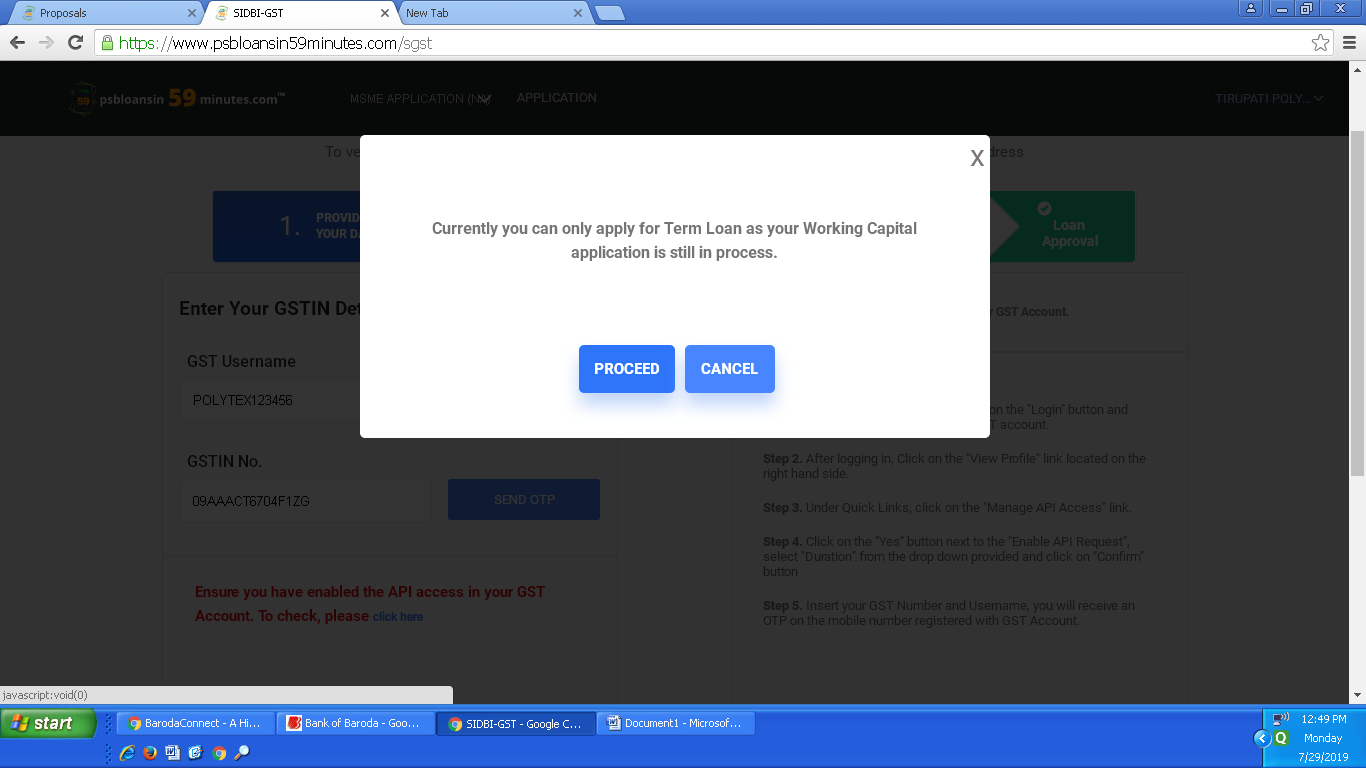 Proposals
SIDBI-GST
New Tab
https://www.psbloansin59minutes.com/sgst
psbloansin 59 minutes.com™
MSME APPLICATION
APPLICATION
TIRUPATI POLY...
To ve
dress
X
Currently you can only apply for Term Loan as your Working Capital
application is still in process.
PROCEED
CANCEL
1.
PROVID
YOUR DA
Loan
Approval
Enter Your GSTIN Det
r GST Account.
GST Username
POLYTEX123456
on the "Login" button and
T account.
GSTIN No.
09AAACT6704F1ZG
SEND OTP
Step 2. After logging in, Click on the "View Profile" link located on the
right hand side.
Step 3. Under Quick Links, click on the "Manage API Access" link.
Step 4. Click on the "Yes" button next to the "Enable API Request",
select "Duration" from the drop down provided and click on "Confirm"
button
Ensure you have enabled the API access in your GST
Account. To check, please click here
Step 5. Insert your GST Number and Username, you will receive an
OTP on the mobile number registered with GST Account.
javascript:void(0)
start
BarodaConnect - A Hi...
Bank of Baroda - Goo...
SIDBI-GST - Google C...
Document1 - Microsof...
12:49 PM
Monday
7/29/2019